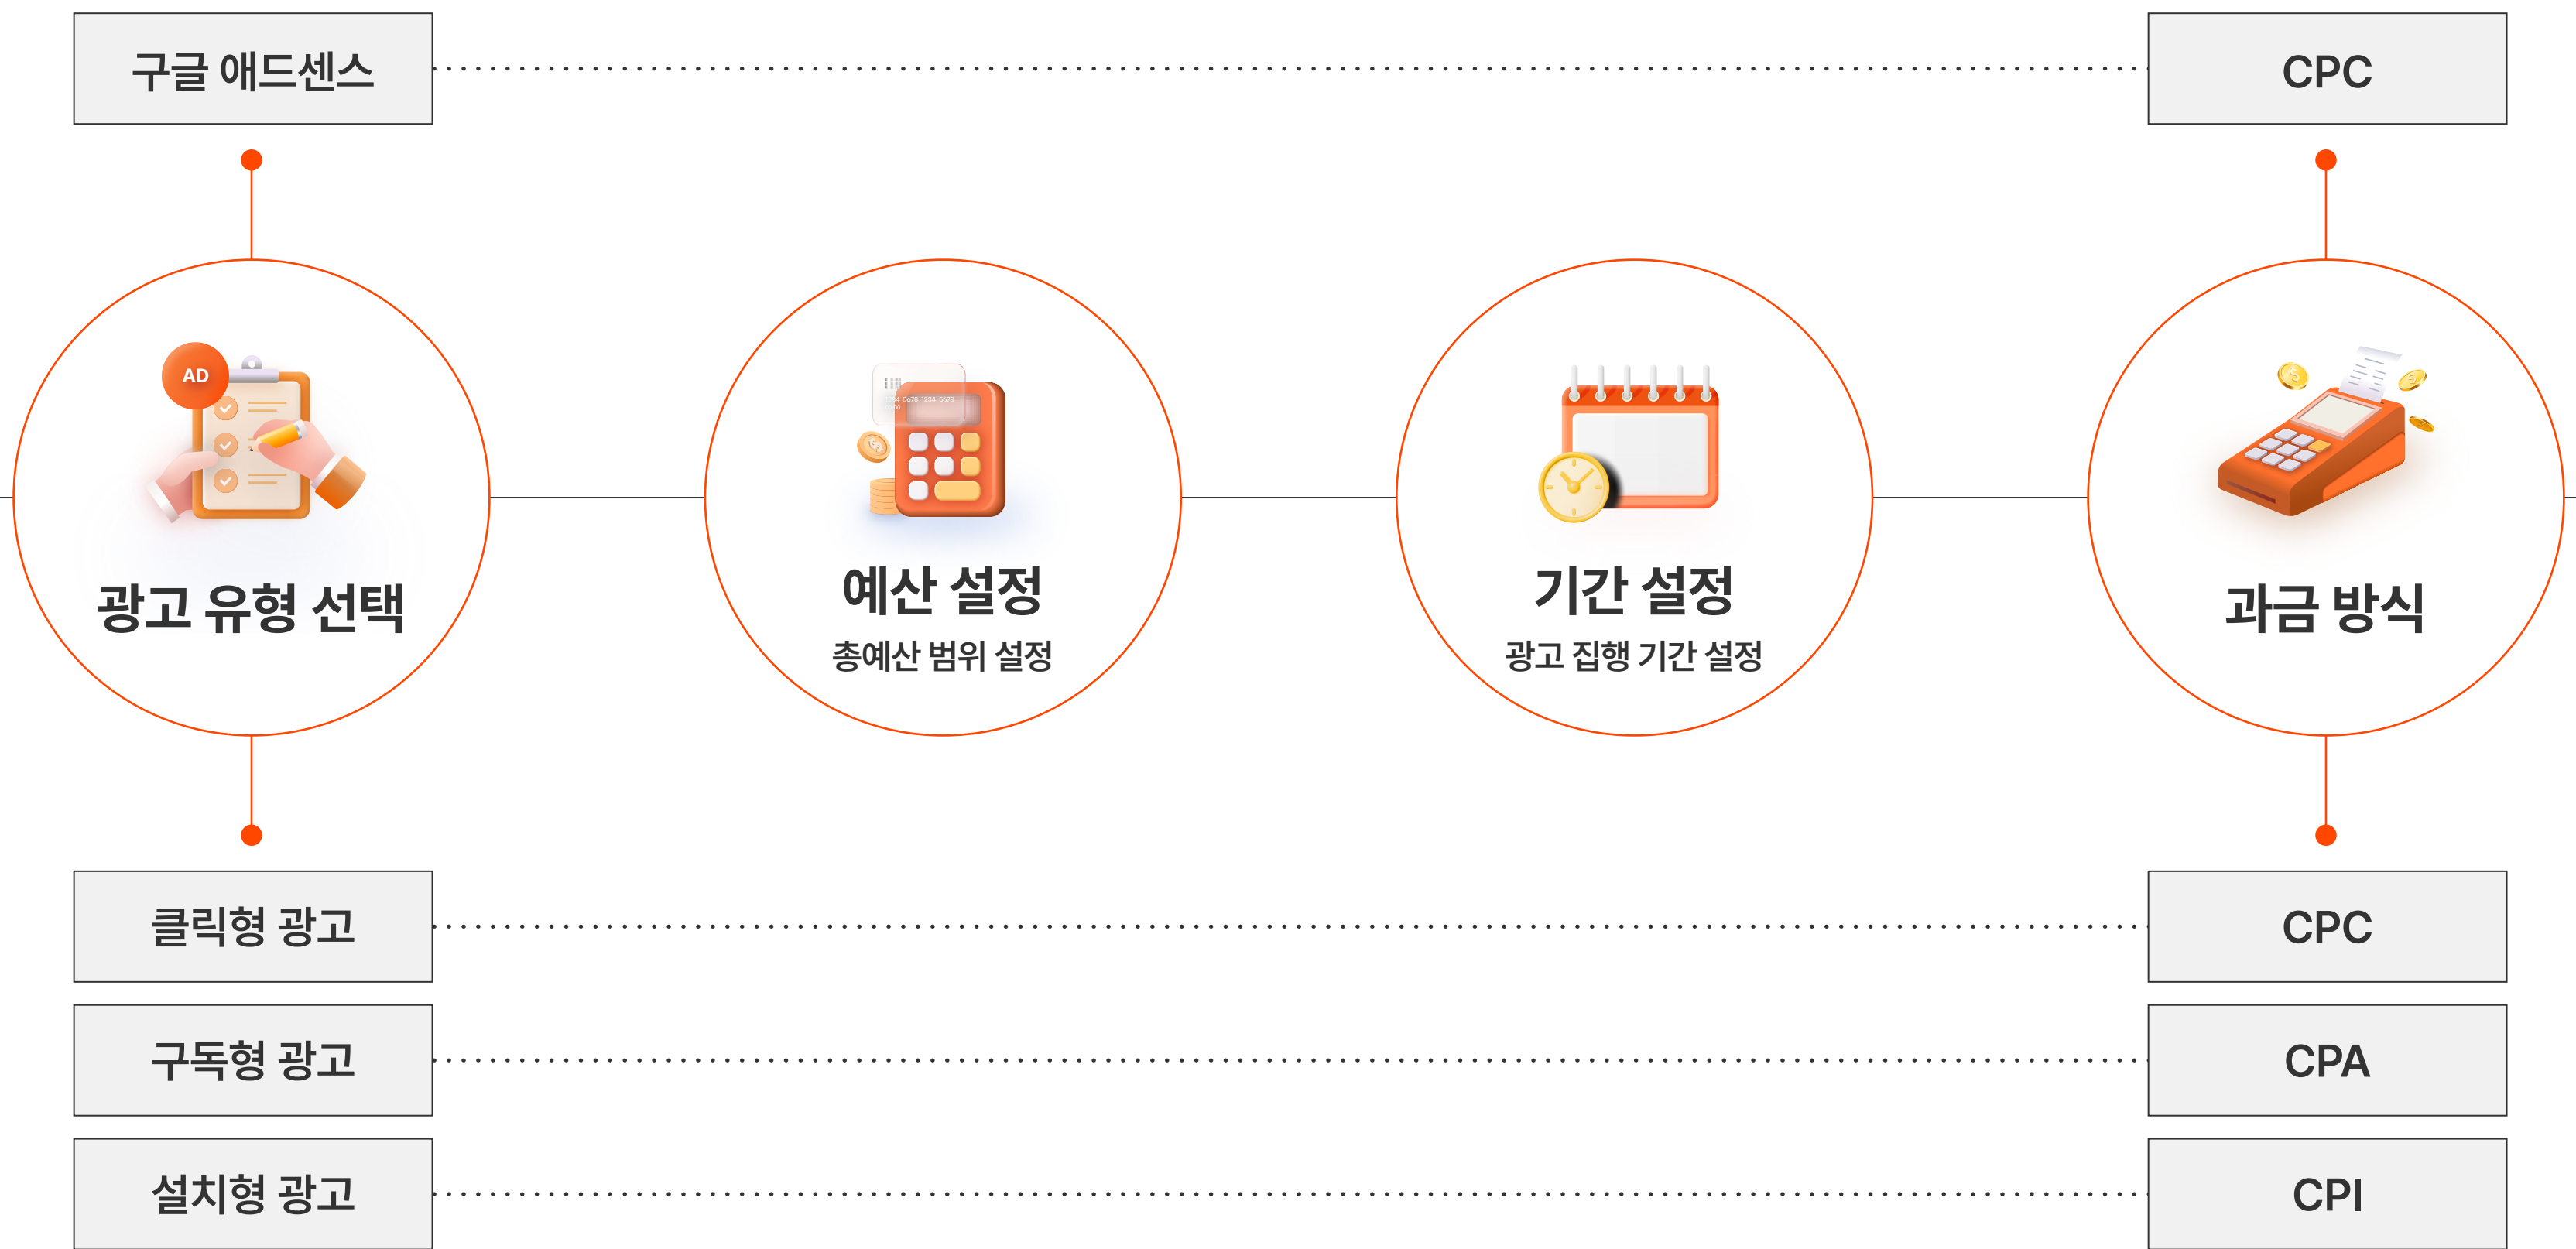 구글 애드센스
CPC
AD
5678 1234 5678
광고 유형 선택
예산 설정
총예산 범위 설정
기간 설정
광고 집행 기간 설정
과금 방식
클릭형 광고
CPC
구독형 광고
CPA
설치형 광고
CPI